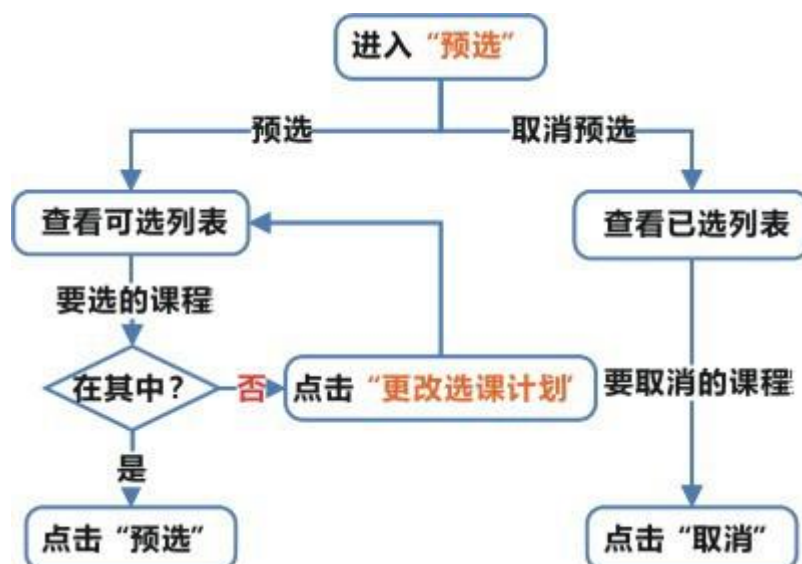 进入“预选”
预选
取消预选
查看可选列表
查看已选列表
要选的课程
在其中？
否
点击“更改选课计划”
要取消的课程
是
点击“预选”
点击“取消”